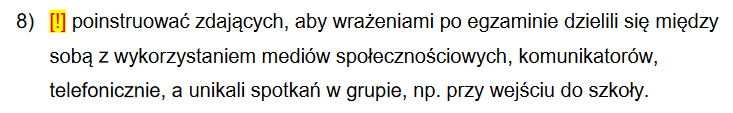 8) [!] poinstruować zdających, aby wrażeniami po egzaminie dzielili się między
sobą z wykorzystaniem mediów społecznościowych, komunikatorów,
telefonicznie, a unikali spotkań w grupie, np. przy wejściu do szkoły.